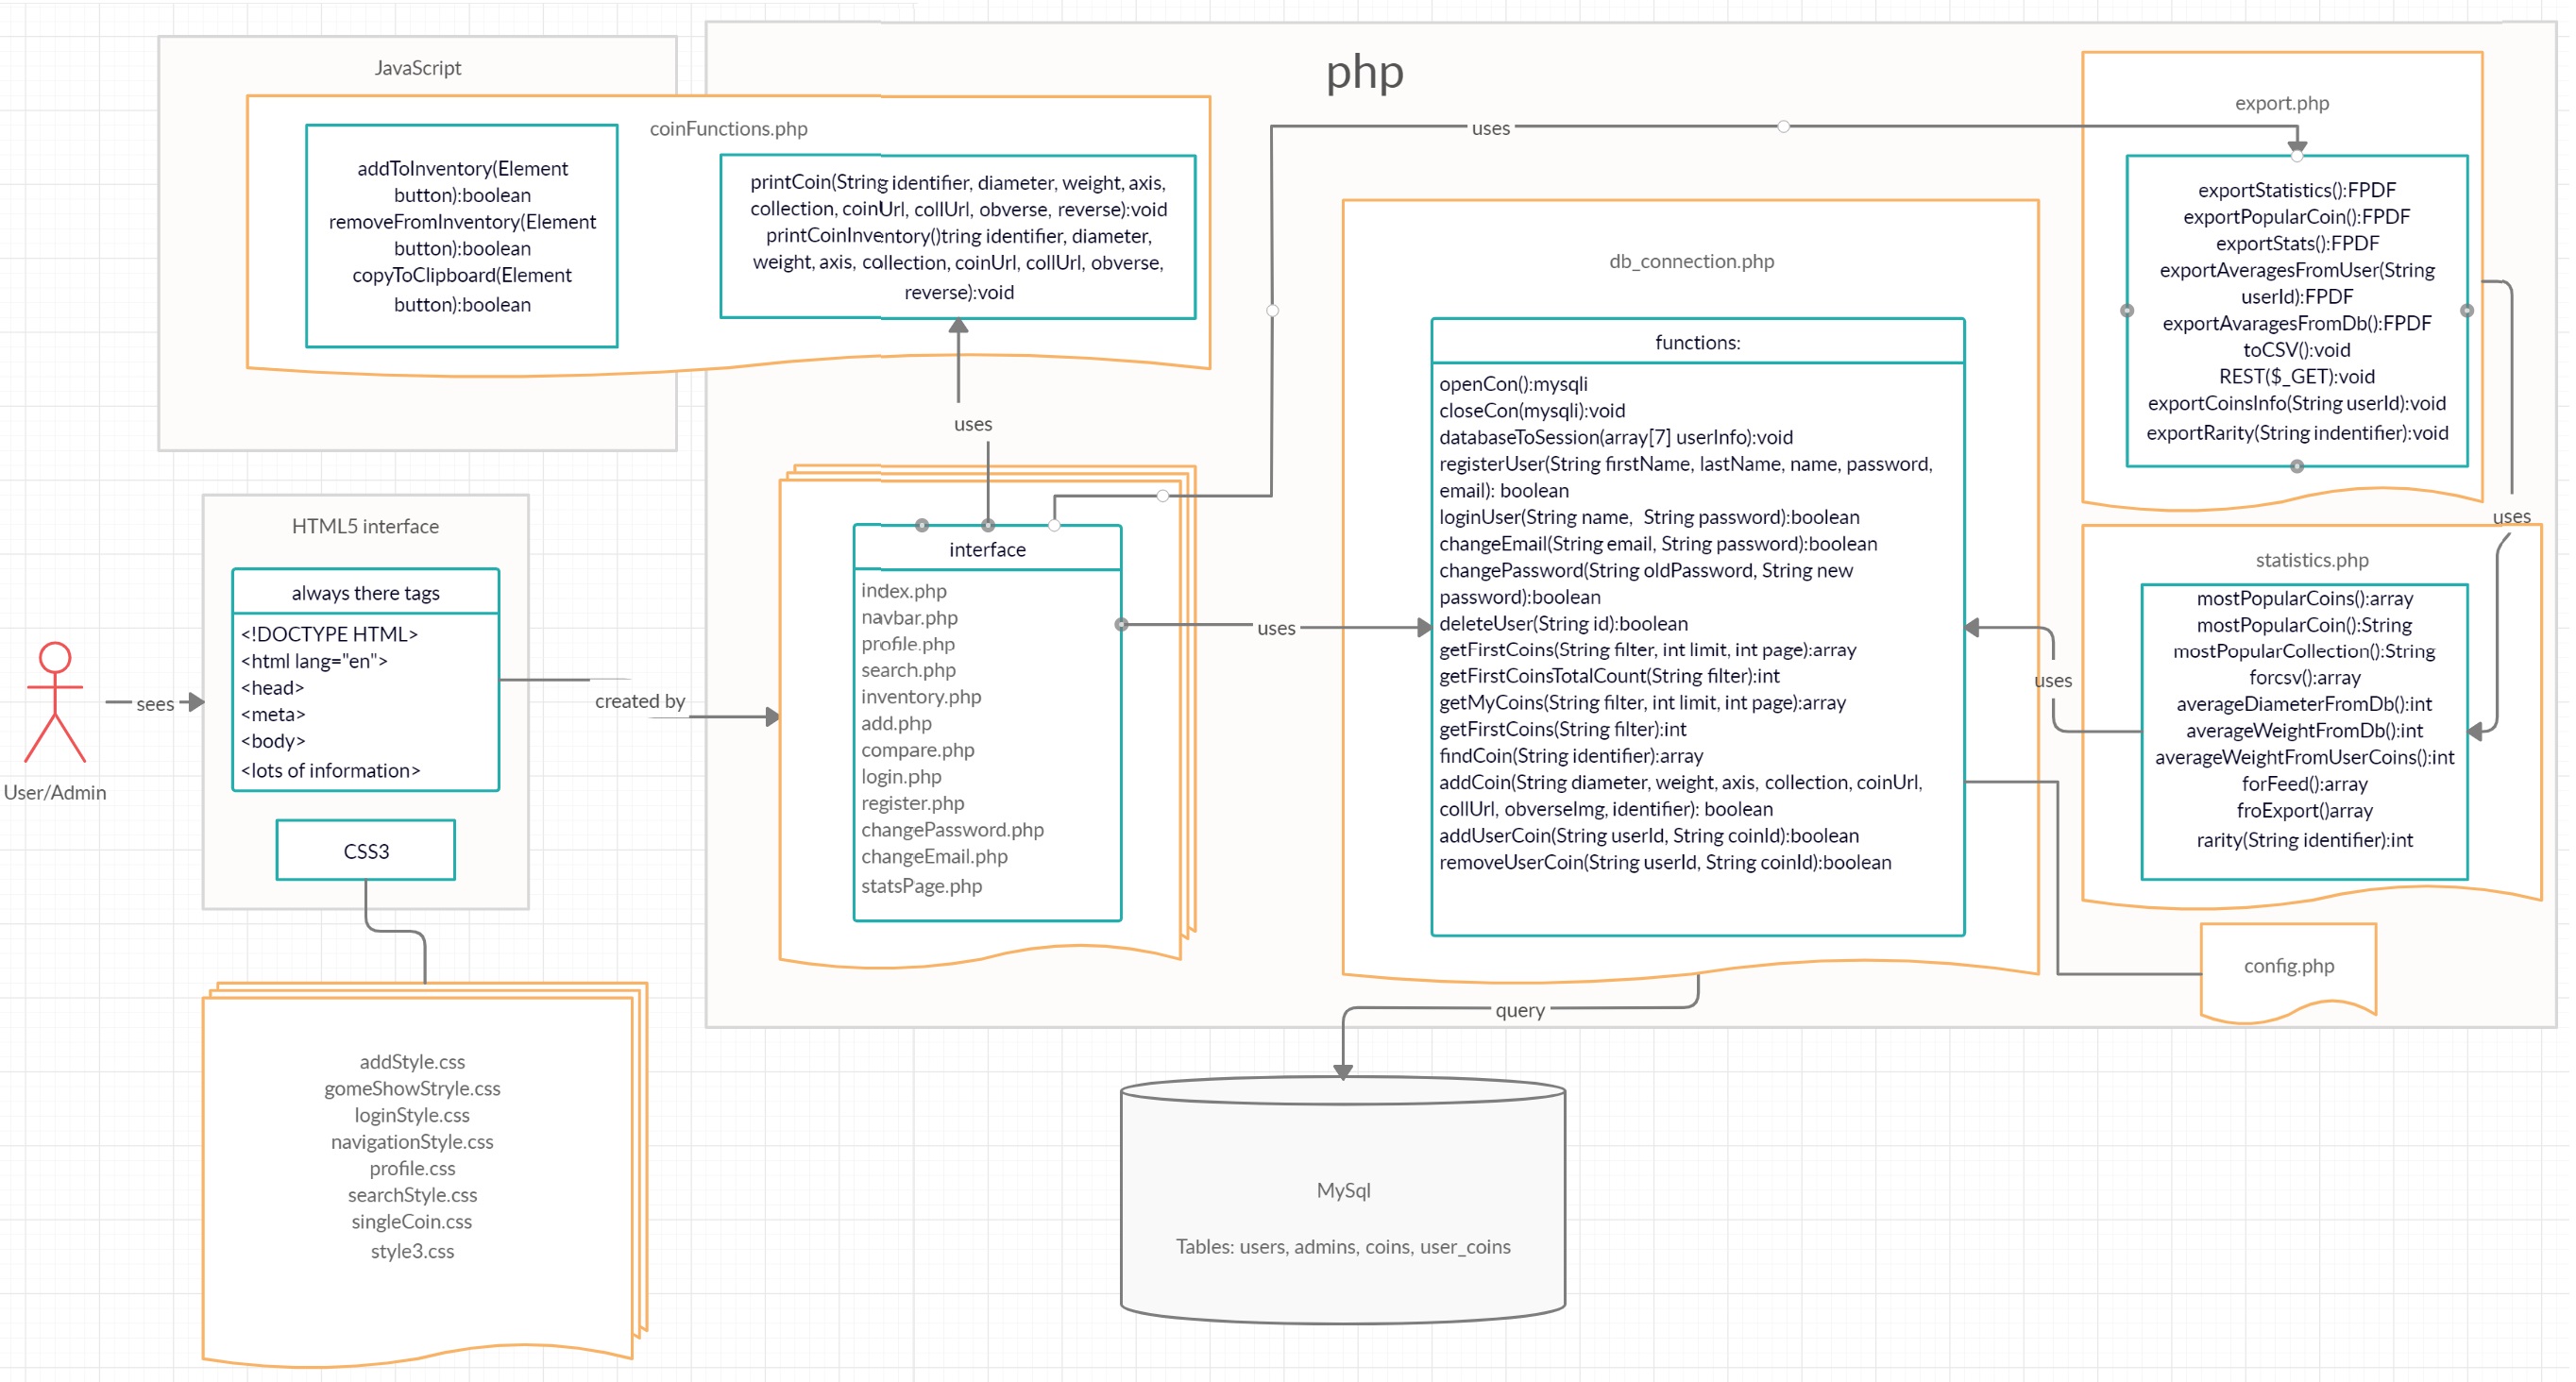 JavaScript
coinFunctions.php
addToInventory(Element
button):boolean
removeFromInventory(Element
button):boolean
copyToClipboard(Element
button):boolean
printCoin(String identifier, diameter, weight, axis,
collection, coinUrl, collUrl, obverse, reverse):void
printCoinInventory()tring identifier, diameter,
weight, axis, collection, coinUrl, collUrl, obverse,
reverse):void
uses
php
uses
export.php
exportStatistics():FPDF
exportPopularCoin():FPDF
exportStats():FPDF
exportAveragesFromUser(String
userId):FPDF
exportAvaragesFromDb():FPDF
toCSV():void
REST($_GET):void
exportCoinsInfo(String userId):void
exportRarity(String indentifier):void
uses
User/Admin
sees
HTML5 interface
always there tags
<!DOCTYPE HTML>
<html lang="en">
<head>
<meta>
<body>
<lots of information>
CSS3
created by
interface
index.php
navbar.php
profile.php
search.php
inventory.php
add.php
compare.php
login.php
register.php
changePassword.php
changeEmail.php
statsPage.php
uses
db_connection.php
functions:
openCon():mysqli
closeCon(mysqli):void
databaseToSession(array[7] userInfo):void
registerUser(String firstName, lastName, name, password,
email): boolean
loginUser(String name, String password):boolean
changeEmail(String email, String password):boolean
changePassword(String oldPassword, String new
password):boolean
deleteUser(String id):boolean
getFirstCoins(String filter, int limit, int page):array
getFirstCoinsTotalCount(String filter):int
getMyCoins(String filter, int limit, int page):array
getFirstCoins(String filter):int
findCoin(String identifier):array
addCoin(String diameter, weight, axis, collection, coinUrl,
collUrl, obverseImg, identifier): boolean
addUserCoin(String userId, String coinId):boolean
removeUserCoin(String userId, String coinId):boolean
uses
statistics.php
mostPopularCoins():array
mostPopularCoin():String
mostPopularCollection():String
forcsv():array
averageDiameterFromDb():int
averageWeightFromDb():int
averageWeightFromUserCoins():int
forFeed():array
froExport()array
rarity(String identifier):int
config.php
query
addStyle.css
gomeShowStryle.css
loginStyle.css
navigationStyle.css
profile.css
searchStyle.css
singleCoin.css
style3.css
MySql
Tables: users, admins, coins, user_coins